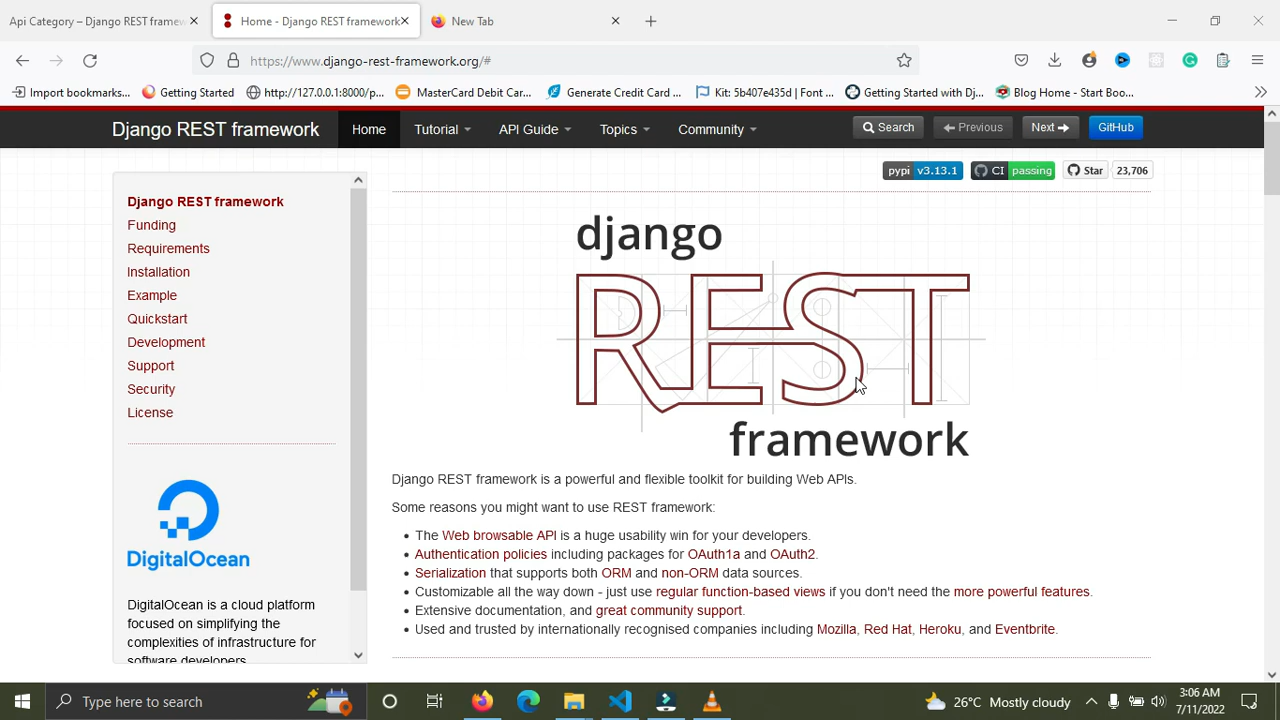 Api Category – Django REST framew
Home - Django REST framework
New Tab
https://www.django-rest-framework.org/#
Import bookmarks...
Getting Started
http://127.0.0.1:8000/p...
MasterCard Debit Car...
Generate Credit Card ...
Kit: 5b407e435d | Font ...
Getting Started with Dj...
Blog Home - Start Boo...
Django REST framework
Home
Tutorial
API Guide
Topics
Community
Search
Previous
Next
GitHub
pypi v3.13.1
CI passing
Star
23,706
Django REST framework
Funding
Requirements
Installation
Example
Quickstart
Development
Support
Security
License
DigitalOcean
DigitalOcean is a cloud platform
focused on simplifying the
complexities of infrastructure for
software developers.
django
REST
framework
Django REST framework is a powerful and flexible toolkit for building Web APIs.
Some reasons you might want to use REST framework:
The Web browsable API is a huge usability win for your developers.
Authentication policies including packages for OAuth1a and OAuth2.
Serialization that supports both ORM and non-ORM data sources.
Customizable all the way down - just use regular function-based views if you don't need the more powerful features.
Extensive documentation, and great community support.
Used and trusted by internationally recognised companies including Mozilla, Red Hat, Heroku, and Eventbrite.
Type here to search
26°C Mostly cloudy
3:06 AM
7/11/2022